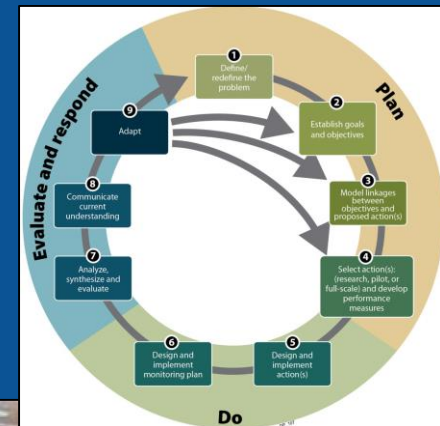 Plan
1
Define/
redefine the
problem
2
Establish goals
and objectives
3
Model linkages
between
objectives and
proposed action(s)
4
Select action(s):
(research, pilot, or
full-scale) and develop
performance
measures
Do
5
Design and
implement
action(s)
6
Design and
implement
monitoring plan
Evaluate and respond
7
Analyze,
synthesize and
evaluate
8
Communicate
current
understanding
9
Adapt